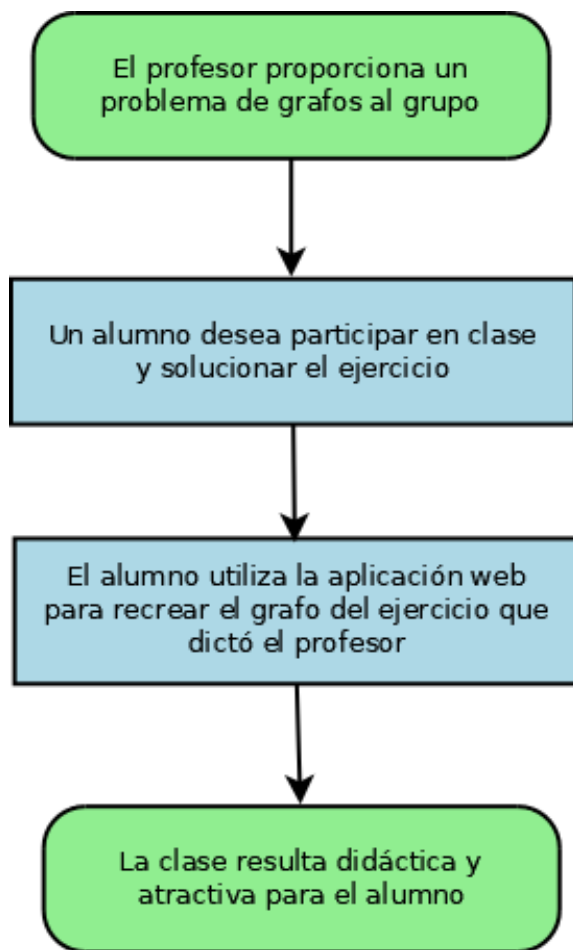 El profesor proporciona un
problema de grafos al grupo
Un alumno desea participar en clase
y solucionar el ejercicio
El alumno utiliza la aplicación web
para recrear el grafo del ejercicio que
dictó el profesor
La clase resulta didáctica y
atractiva para el alumno